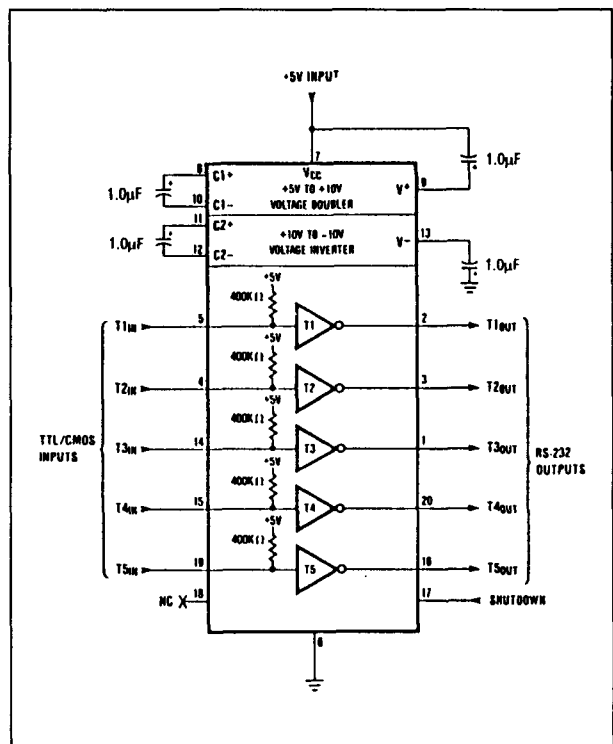 +5V INPUT
7
VCC
+5V TO +10V
VOLTAGE DOUBLER
8
C1+
1.0µF
10
C1-
V+
9
1.0µF
11
C2+
1.0µF
12
C2-
+10V TO -10V
VOLTAGE INVERTER
V-
13
1.0µF
+5V
400KΩ
T1IN
5
T1
2
T1OUT
+5V
400KΩ
T2IN
4
T2
3
T2OUT
+5V
400KΩ
TTL/CMOS
INPUTS
T3IN
14
T3
1
T3OUT
RS-232
OUTPUTS
+5V
400KΩ
T4IN
15
T4
20
T4OUT
+5V
400KΩ
T5IN
19
T5
T5OUT
NC
18
17
SHUTDOWN
6